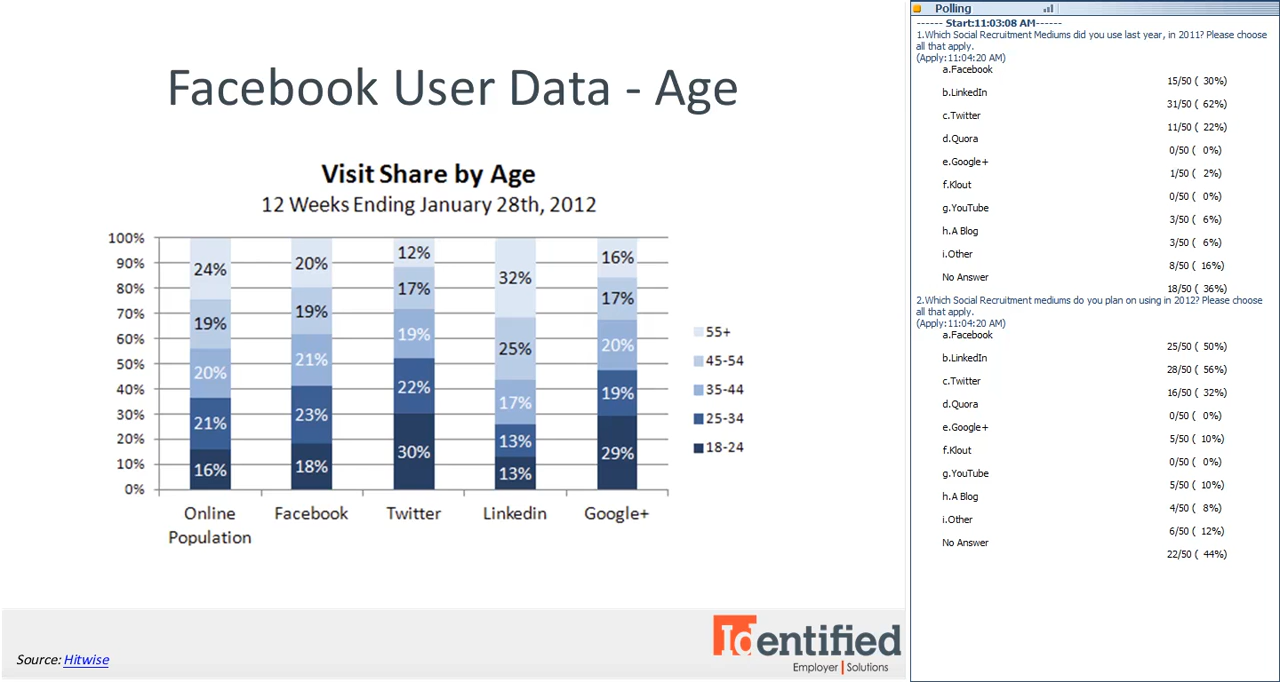 Facebook User Data - Age
Visit Share by Age
12 Weeks Ending January 28th, 2012
100%
90%
80%
70%
60%
50%
40%
30%
20%
10%
0%
24%
19%
20%
21%
16%
20%
19%
21%
23%
18%
12%
17%
19%
22%
30%
32%
25%
17%
13%
13%
16%
17%
20%
19%
29%
Online
Population
Facebook
Twitter
Linkedin
Google+
55+
45-54
35-44
25-34
18-24
Source: Hitwise
Identified
Employer | Solutions
Polling
------ Start:11:03:08 AM------
1.Which Social Recruitment Mediums did you use last year, in 2011? Please choose
all that apply.
(Apply:11:04:20 AM)
a.Facebook
15/50 ( 30%)
b.LinkedIn
31/50 ( 62%)
c.Twitter
11/50 ( 22%)
d.Quora
0/50 ( 0%)
e.Google+
1/50 ( 2%)
f.Klout
0/50 ( 0%)
g.YouTube
3/50 ( 6%)
h.A Blog
3/50 ( 6%)
i.Other
8/50 ( 16%)
No Answer
18/50 ( 36%)
2.Which Social Recruitment mediums do you plan on using in 2012? Please choose
all that apply.
(Apply:11:04:20 AM)
a.Facebook
25/50 ( 50%)
b.LinkedIn
28/50 ( 56%)
c.Twitter
16/50 ( 32%)
d.Quora
0/50 ( 0%)
e.Google+
5/50 ( 10%)
f.Klout
0/50 ( 0%)
g.YouTube
5/50 ( 10%)
h.A Blog
4/50 ( 8%)
i.Other
6/50 ( 12%)
No Answer
22/50 ( 44%)